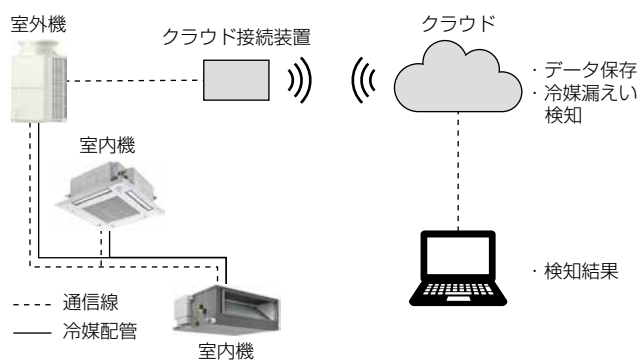 室外機
クラウド接続装置
クラウド
・データ保存
・冷媒漏えい
検知
室内機
・検知結果
通信線
冷媒配管
室内機